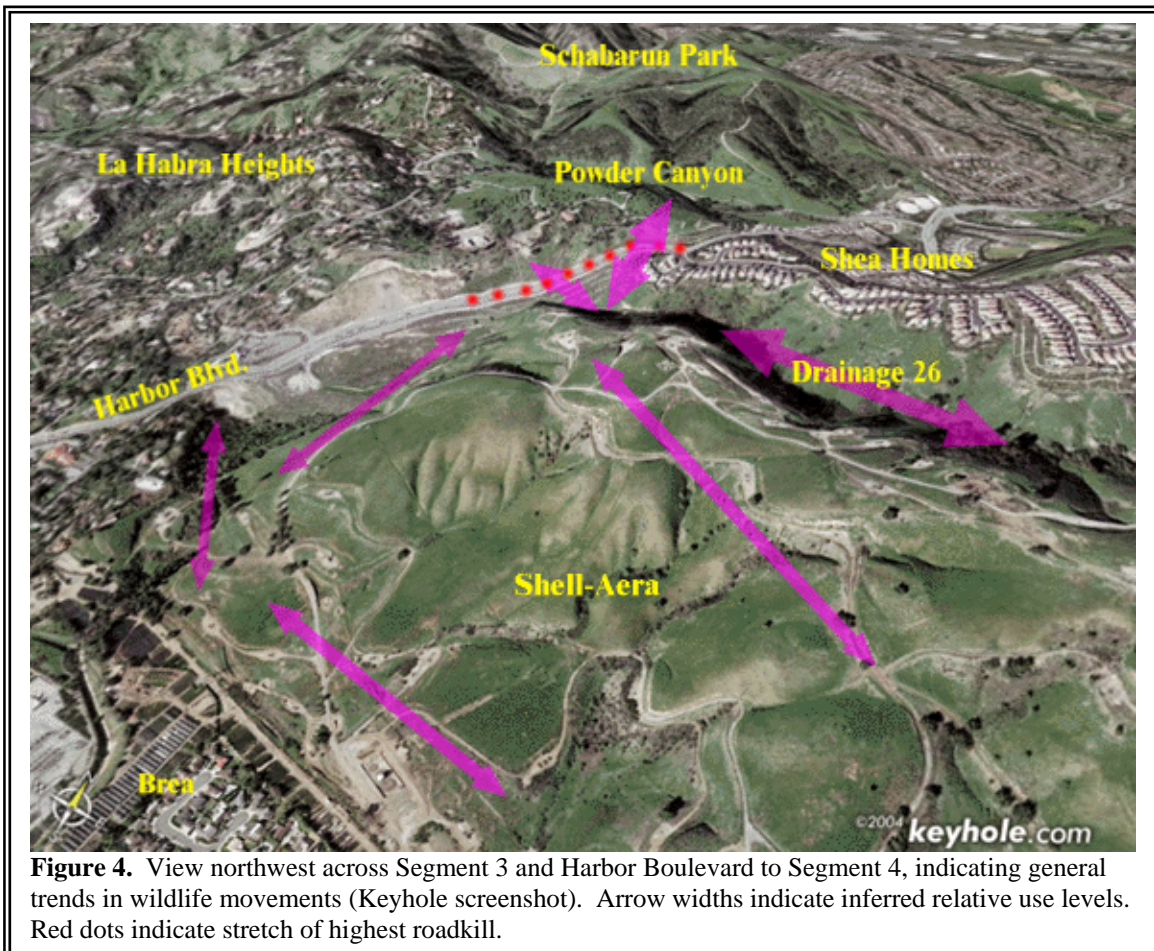 Schabarun Park
La Habra Heights
Powder Canyon
Shea Homes
Harbor Blvd.
Drainage 26
Shell-Aera
Brea
©2004 keyhole.com
Figure 4. View northwest across Segment 3 and Harbor Boulevard to Segment 4, indicating general
trends in wildlife movements (Keyhole screenshot). Arrow widths indicate inferred relative use levels.
Red dots indicate stretch of highest roadkill.